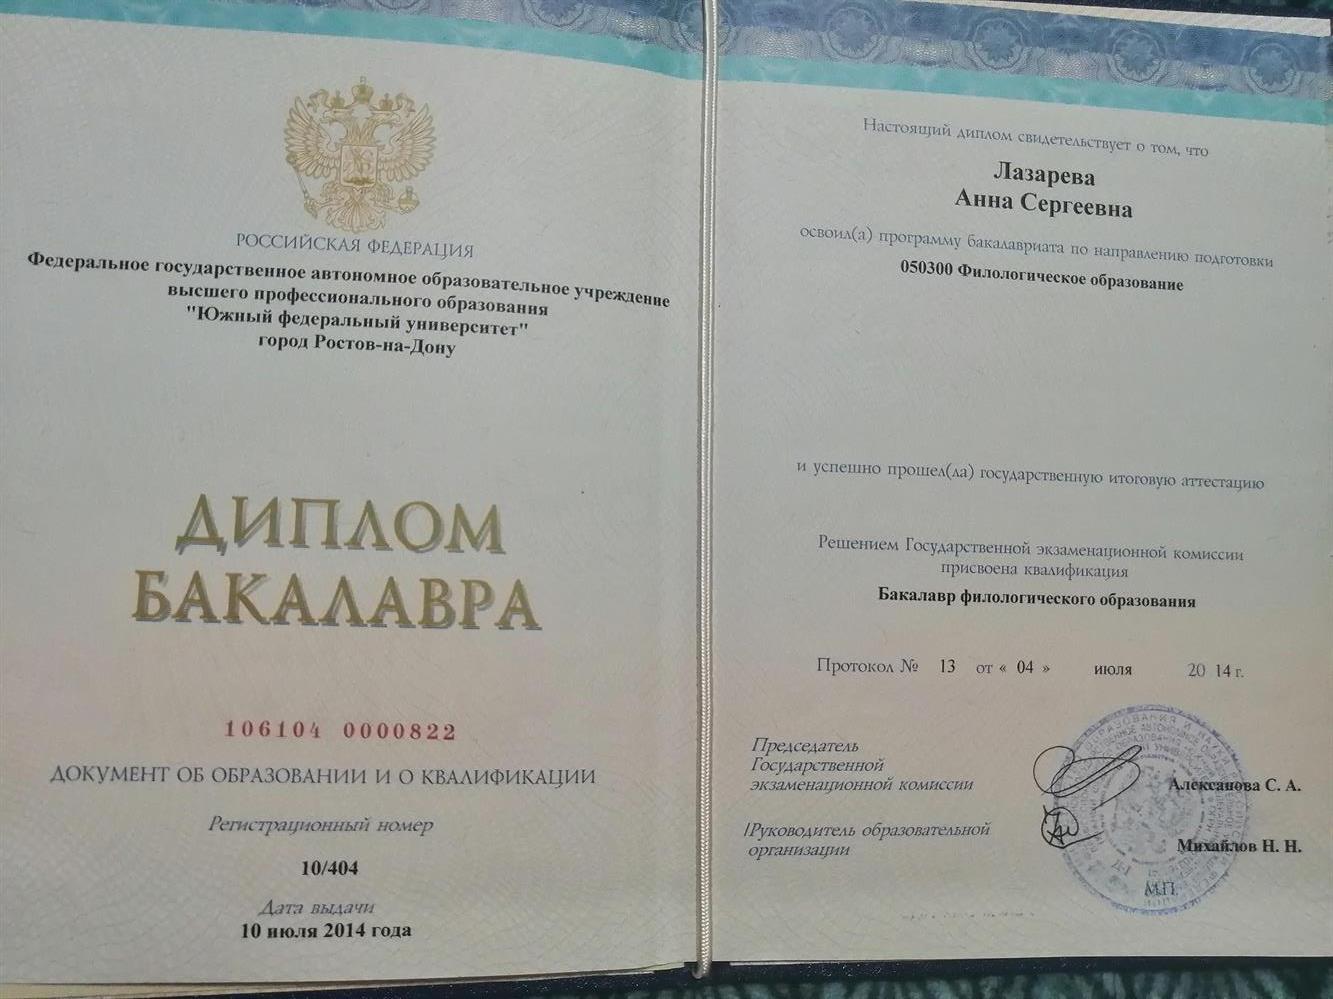 РОССИЙСКАЯ ФЕДЕРАЦИЯ
Федеральное государственное автономное образовательное учреждение
высшего профессионального образования
"Южный федеральный университет"
город Ростов-на-Дону
ДИПЛОМ
БАКАЛАВРА
106104 0000822
ДОКУМЕНТ ОБ ОБРАЗОВАНИИ И О КВАЛИФИКАЦИИ
Регистрационный номер
10/404
Дата выдачи
10 июля 2014 года
Настоящий диплом свидетельствует о том, что
Лазарева
Анна Сергеевна
освоил(а) программу бакалавриата по направлению подготовки
050300 Филологическое образование
и успешно прошел(ла) государственную итоговую аттестацию
Решением Государственной экзаменационной комиссии
присвоена квалификация
Бакалавр филологического образования
Протокол № 13 от « 04 » июля 20 14 г.
Председатель
Государственной
экзаменационной комиссии
Алексанова С. А.
Руководитель образовательной
организации
Михайлов Н. Н.
М.П.